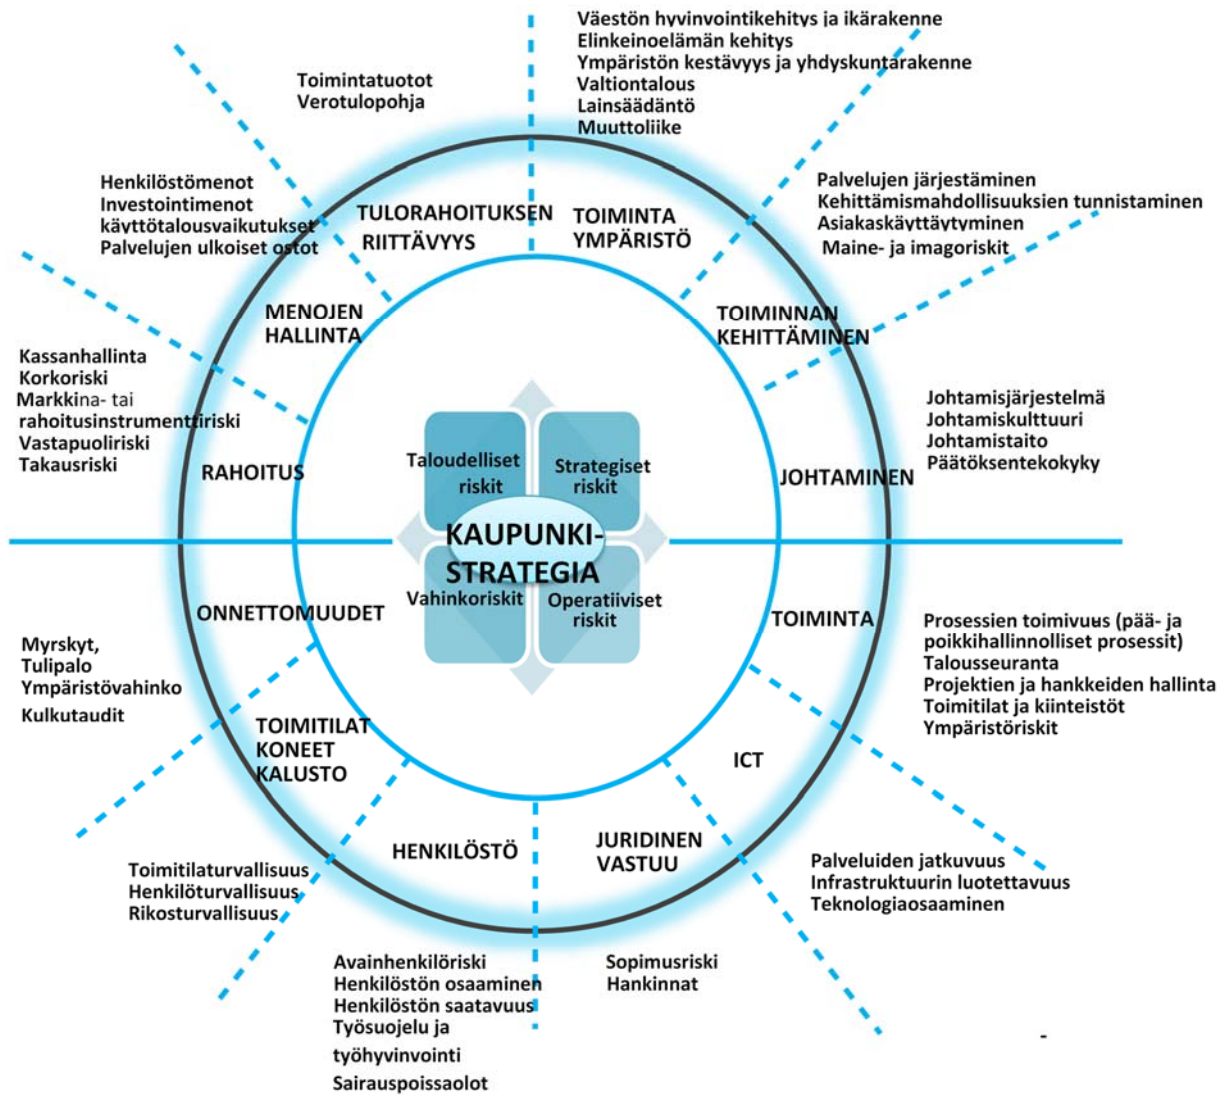 Väestön hyvinvointikehitys ja ikärakenne
Elinkeinoelämän kehitys
Ympäristön kestävyys ja yhdyskuntarakenne
Valtiontalous
Lainsäädäntö
Muuttoliike
Toimintatuotot
Verotulopohja
Henkilöstömenot
Investointimenot
käyttötalousvaikutukset
Palvelujen ulkoiset ostot
Palvelujen järjestäminen
Kehittämismahdollisuuksien tunnistaminen
Asiakaskäyttäytyminen
Maine- ja imagoriskit
TULORAHOITUKSEN
RIITTÄVYYS
TOIMINTA
YMPÄRISTÖ
MENOJEN
HALLINTA
TOIMINNAN
KEHITTÄMINEN
Kassanhallinta
Korkoriski
Markkina- tai
rahoitusinstrumenttiriski
Vastapuoliriski
Takausriski
RAHOITUS
Taloudelliset
riskit
Strategiset
riskit
JOHTAMINEN
Johtamisjärjestelmä
Johtamiskulttuuri
Johtamistaito
Päätöksentekokyky
KAUPUNKI-
STRATEGIA
Vahinkoriskit
Operatiiviset
riskit
ONNETTOMUUDET
TOIMINTA
Myrskyt,
Tulipalo
Ympäristövahinko
Kulkutaudit
Prosessien toimivuus (pää- ja
poikkihallinnolliset prosessit)
Talousseuranta
Projektien ja hankkeiden hallinta
Toimitilat ja kiinteistöt
Ympäristöriskit
TOIMITILAT
KONEET
KALUSTO
ICT
HENKILÖSTÖ
JURIDINEN
VASTUU
Toimitilaturvallisuus
Henkilöturvallisuus
Rikosturvallisuus
Palveluiden jatkuvuus
Infrastruktuurin luotettavuus
Teknologiaosaaminen
Avainhenkilöriski
Henkilöstön osaaminen
Henkilöstön saatavuus
Työsuojelu ja
työhyvinvointi
Sairauspoissaolot
Sopimusriski
Hankinnat
-